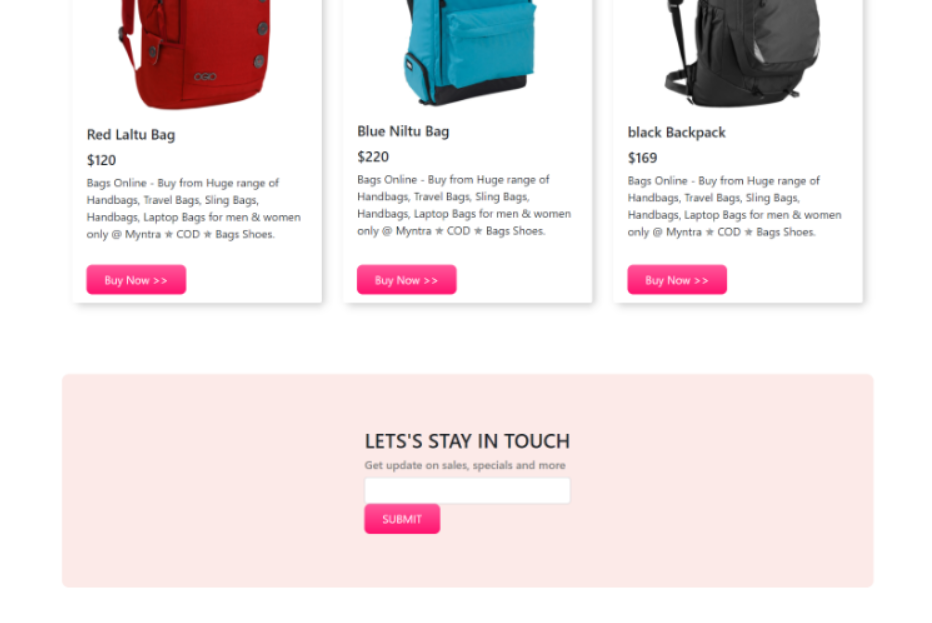 OGIO
Red Laltu Bag
$120
Bags Online - Buy from Huge range of
Handbags, Travel Bags, Sling Bags,
Handbags, Laptop Bags for men & women
only @ Myntra ★ COD ★ Bags Shoes.
Buy Now >>
Blue Niltu Bag
$220
Bags Online - Buy from Huge range of
Handbags, Travel Bags, Sling Bags,
Handbags, Laptop Bags for men & women
only @ Myntra ★ COD ★ Bags Shoes.
Buy Now >>
black Backpack
$169
Bags Online - Buy from Huge range of
Handbags, Travel Bags, Sling Bags,
Handbags, Laptop Bags for men & women
only @ Myntra ★ COD ★ Bags Shoes.
Buy Now >>
LETS'S STAY IN TOUCH
Get update on sales, specials and more
SUBMIT